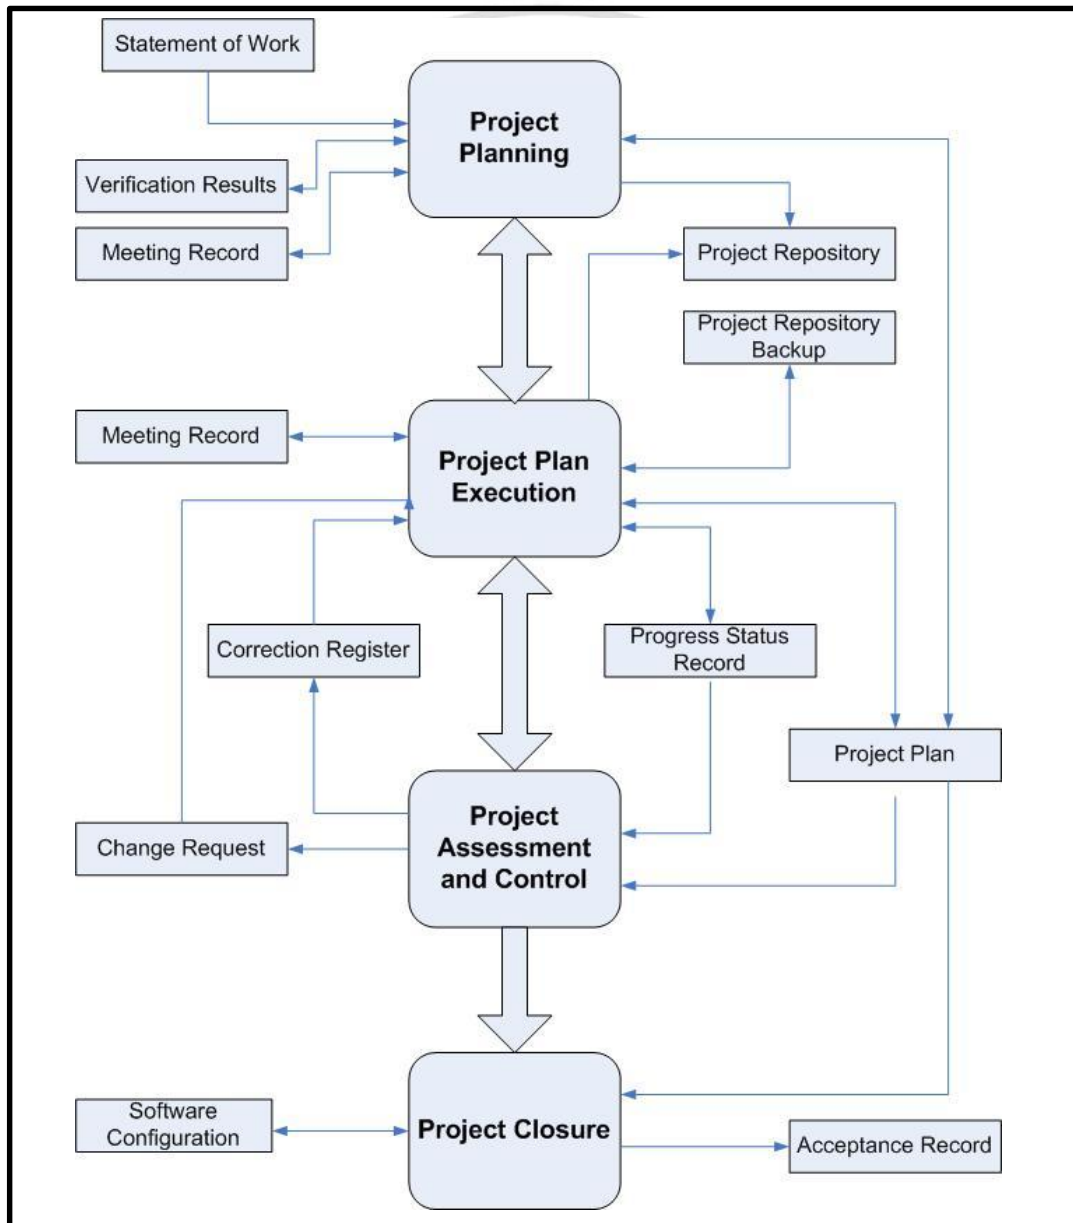 Statement of Work
Project
Planning
Verification Results
Meeting Record
Project Repository
Project Repository
Backup
Meeting Record
Project Plan
Execution
Correction Register
Progress Status
Record
Project Plan
Project
Assessment
and Control
Change Request
Software
Configuration
Project Closure
Acceptance Record